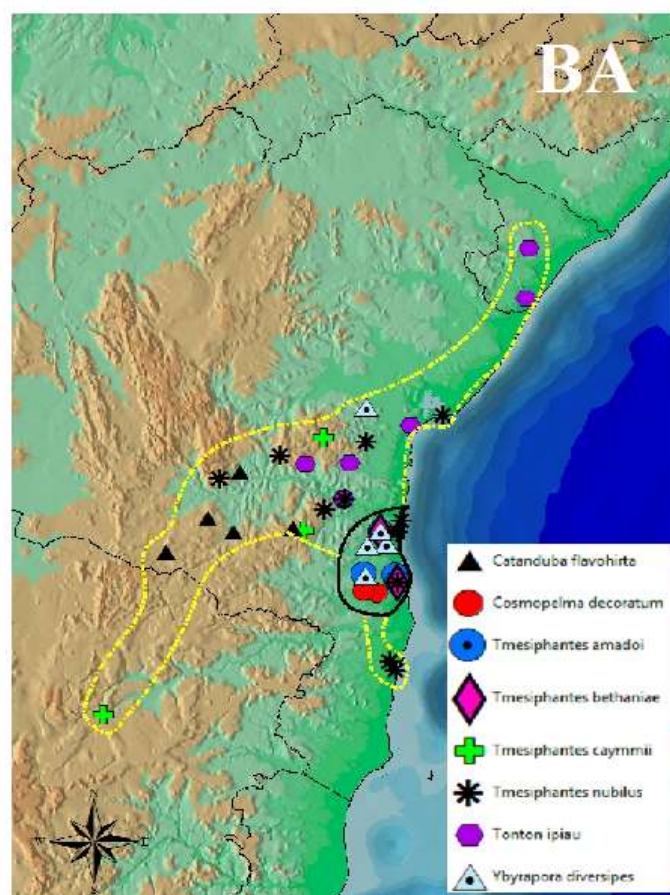 BA
Catanduba flavohirta
Cosmopelma decoratum
Tmesiphantes amadoi
Tmesiphantes bethaniae
Tmesiphantes caymmii
Tmesiphantes nubilus
Tonton ipiau
Ybyrapora diversipes
N
W
E